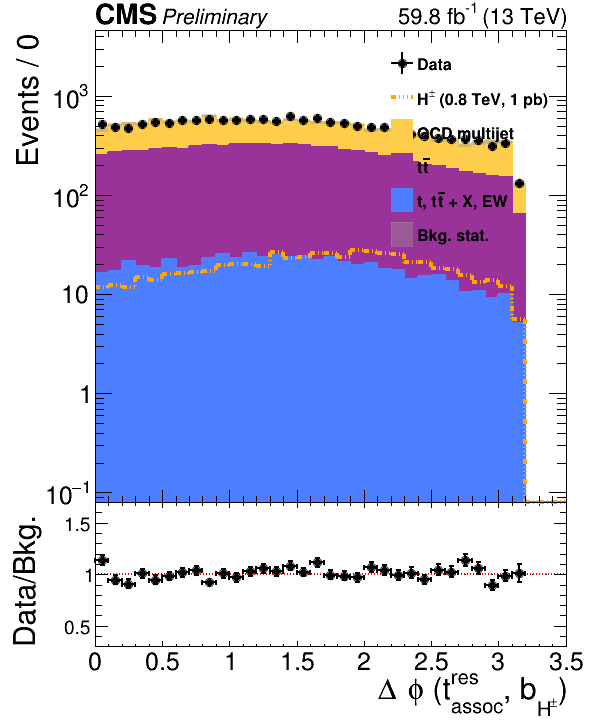 CMS Preliminary 59.8 fb⁻¹ (13 TeV)
Events / 0
Data
H± (0.8 TeV, 1 pb)
QCD multijet
tt̄
t, tt̄ + X, EW
Bkg. stat.
10³
10²
10
1
10⁻¹
Data/Bkg.
1.5
1
0.5
0 0.5 1 1.5 2 2.5 3 3.5
Δ ϕ (t^res_assoc, b_H±)